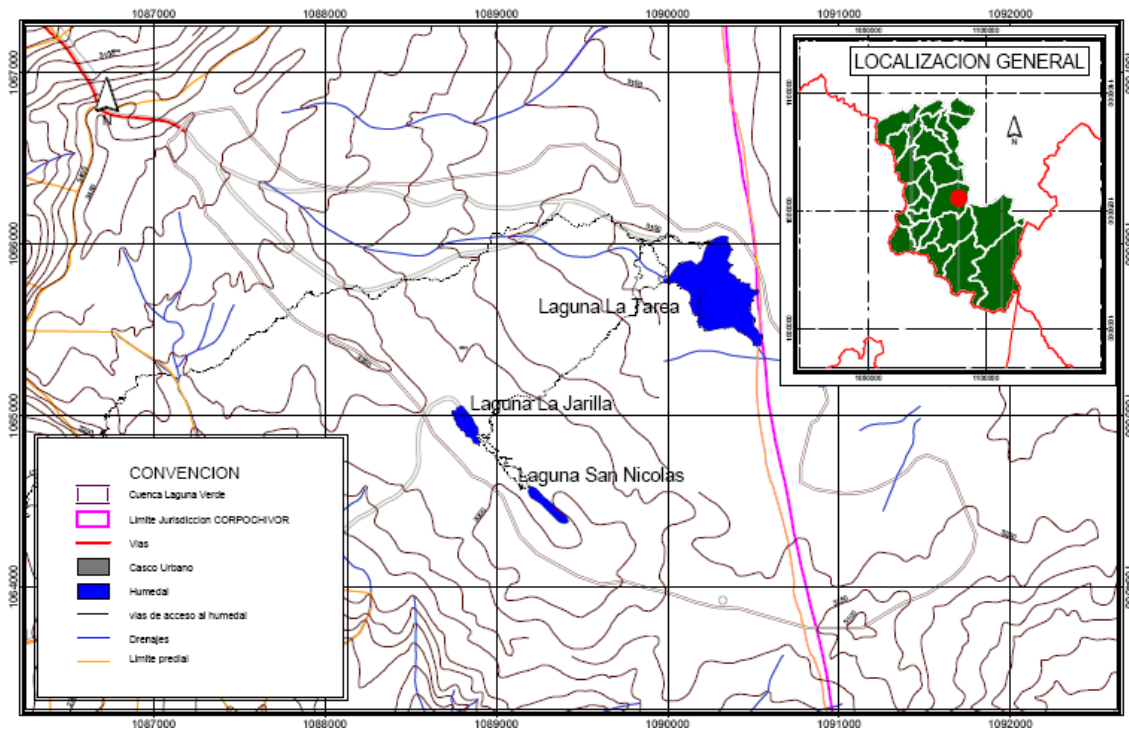 1087000 1088000 1089000 1090000 1091000 1092000
1067000
N
LOCALIZACION GENERAL
N
3100
1066000
Laguna La Tarea
Laguna La Jarilla
1065000
Laguna San Nicolas
1064000
CONVENCION
Cuenca Laguna Verde
Limite Jurisdiccion CORPOCHIVOR
Vias
Casco Urbano
Humedal
vias de acceso al humedal
Drenajes
Limite predial
1087000 1088000 1089000 1090000 1091000 1092000